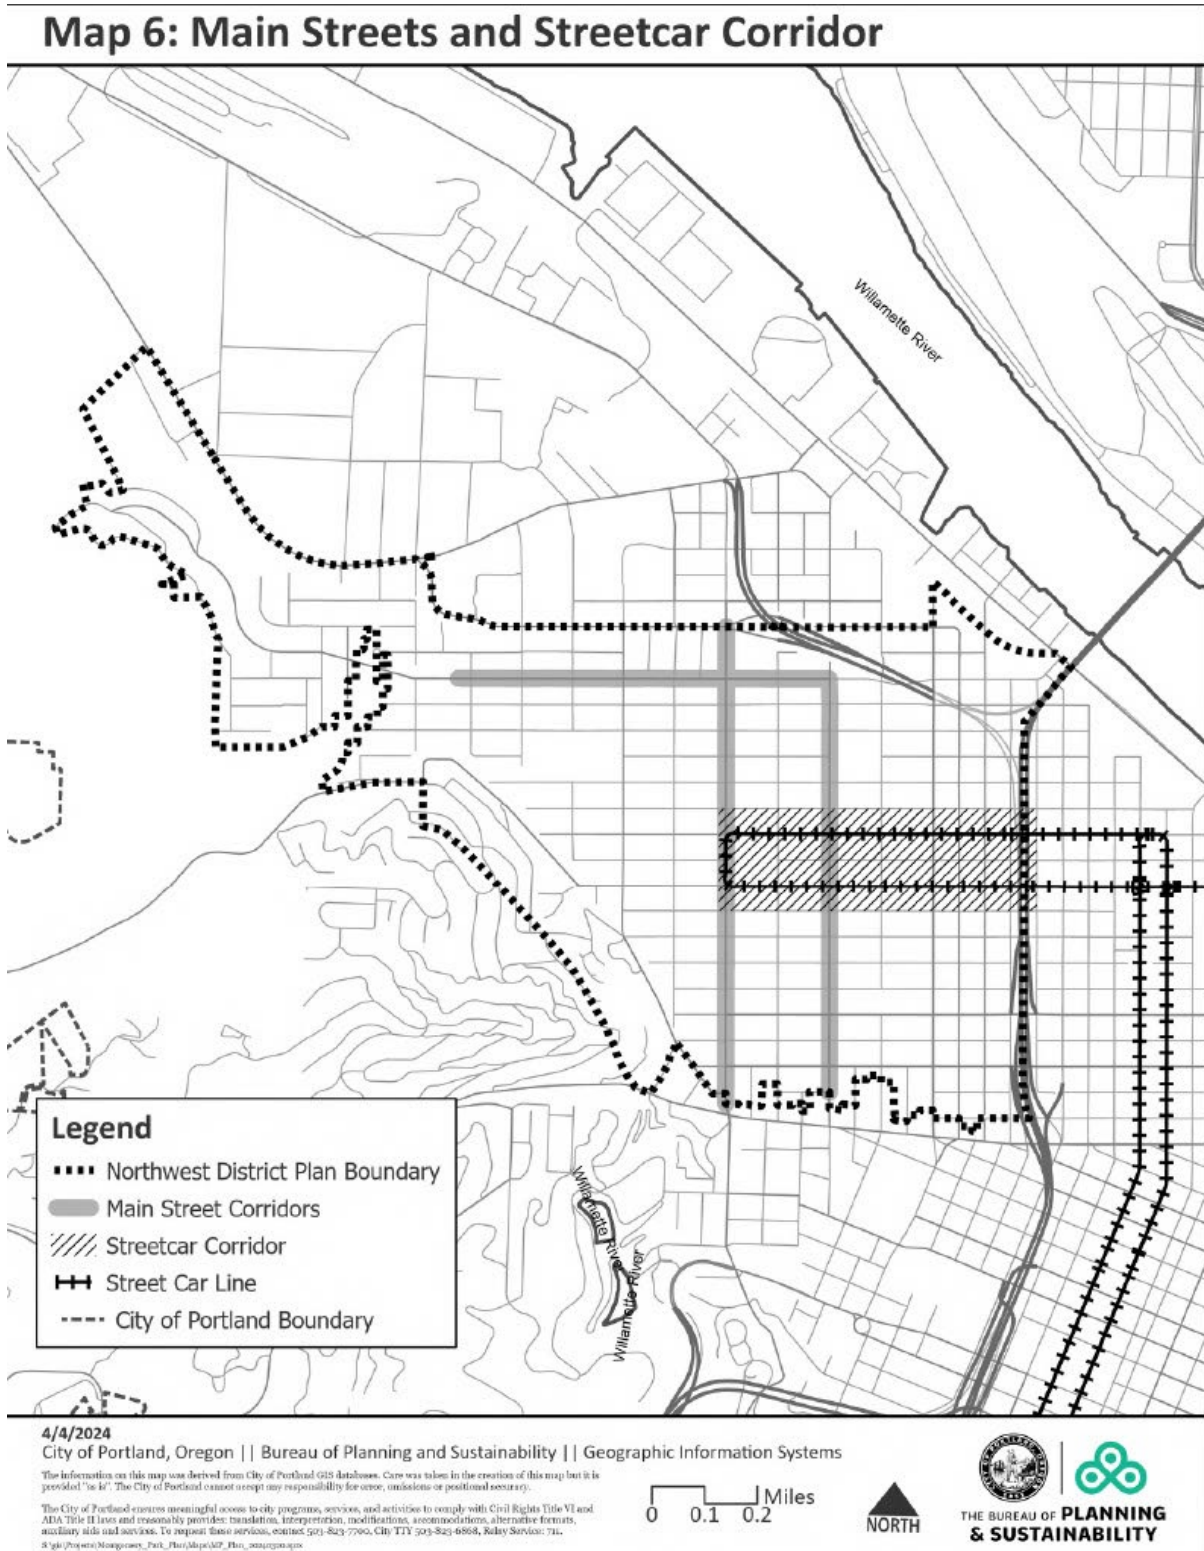 Map 6: Main Streets and Streetcar Corridor
Willamette River
Willamette River
Willamette River
Legend
Northwest District Plan Boundary
Main Street Corridors
Streetcar Corridor
Street Car Line
City of Portland Boundary
4/4/2024
City of Portland, Oregon || Bureau of Planning and Sustainability || Geographic Information Systems
The information on this map was derived from City of Portland GIS databases. Care was taken in the creation of this map but it is
provided "as is". The City of Portland cannot accept any responsibility for error, omissions or positional accuracy.
The City of Portland ensures meaningful access to city programs, services, and activities to comply with Civil Rights Title VI and
ADA Title II laws and reasonably provides: translation, interpretation, modifications, accommodations, alternative formats,
auxiliary aids and services. To request these services, contact 503-823-7700, City TTY 503-823-6868, Relay Service: 711.
0 0.1 0.2 Miles
NORTH
THE BUREAU OF PLANNING
& SUSTAINABILITY